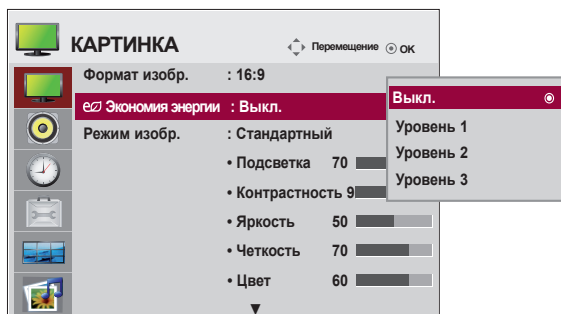 КАРТИНКА
Перемещение ОК
Формат изобр. : 16:9
Экономия энергии : Выкл.
Режим изобр. : Стандартный
• Подсветка 70
• Контрастность 9
• Яркость 50
• Четкость 70
• Цвет 60
▼
Выкл.
Уровень 1
Уровень 2
Уровень 3